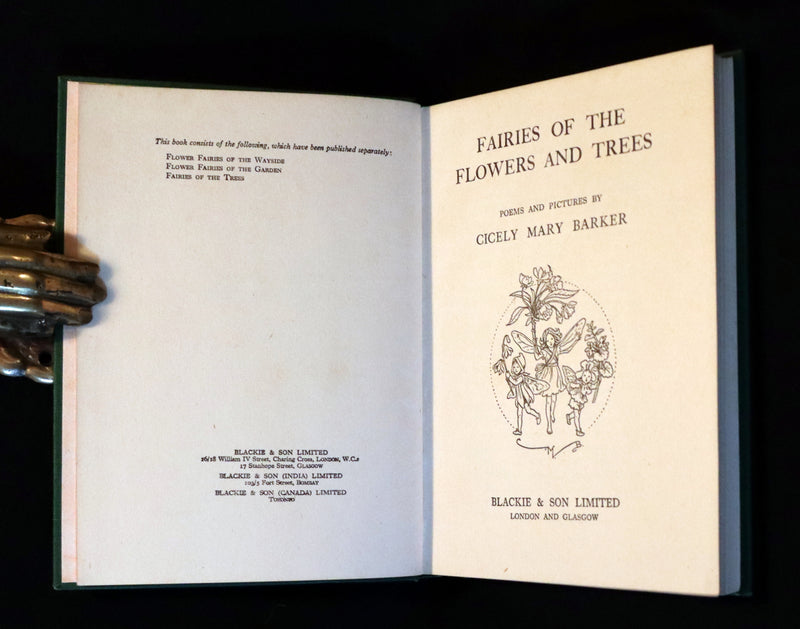 This book consists of the following, which have been published separately:
FLOWER FAIRIES OF THE WAYSIDE
FLOWER FAIRIES OF THE GARDEN
FAIRIES OF THE TREES
BLACKIE & SON LIMITED
16/18 William IV Street, Charing Cross, LONDON, W.C.2
17 Stanhope Street, GLASGOW
BLACKIE & SON (INDIA) LIMITED
103/5 Fort Street, BOMBAY
BLACKIE & SON (CANADA) LIMITED
TORONTO
FAIRIES OF THE
FLOWERS AND TREES
POEMS AND PICTURES BY
CICELY MARY BARKER
BLACKIE & SON LIMITED
LONDON AND GLASGOW